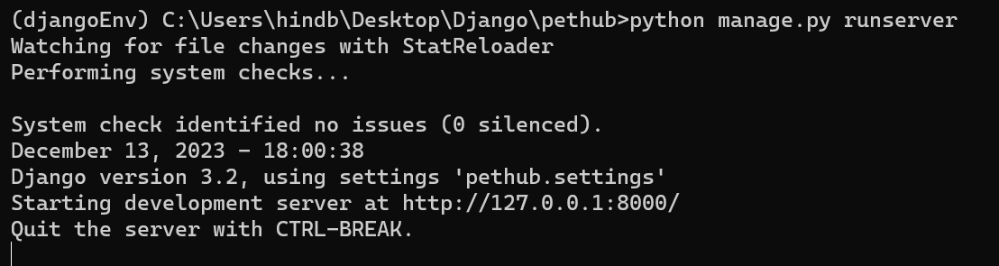 (djangoEnv) C:\Users\hindb\Desktop\Django\pethub>python manage.py runserver
Watching for file changes with StatReloader
Performing system checks...

System check identified no issues (0 silenced).
December 13, 2023 - 18:00:38
Django version 3.2, using settings 'pethub.settings'
Starting development server at http://127.0.0.1:8000/
Quit the server with CTRL-BREAK.